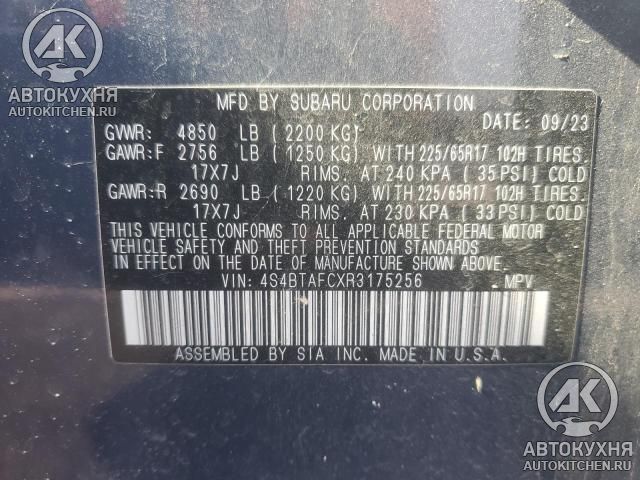 AK
АВТОКУХНЯ
AUTOKITCHEN.RU
MFD BY SUBARU CORPORATION
DATE: 09/23
GVWR: 4850 LB (2200 KG)
GAWR:F 2756 LB (1250 KG) WITH 225/65R17 102H TIRES.
17X7J RIMS. AT 240 KPA (35 PSI) COLD
GAWR:R 2690 LB (1220 KG) WITH 225/65R17 102H TIRES.
17X7J RIMS. AT 230 KPA (33 PSI) COLD
THIS VEHICLE CONFORMS TO ALL APPLICABLE FEDERAL MOTOR
VEHICLE SAFETY AND THEFT PREVENTION STANDARDS
IN EFFECT ON THE DATE OF MANUFACTURE SHOWN ABOVE.
VIN: 4S4BTAFCXR3175256 MPV
ASSEMBLED BY SIA INC. MADE IN U.S.A.
AK
АВТОКУХНЯ
AUTOKITCHEN.RU